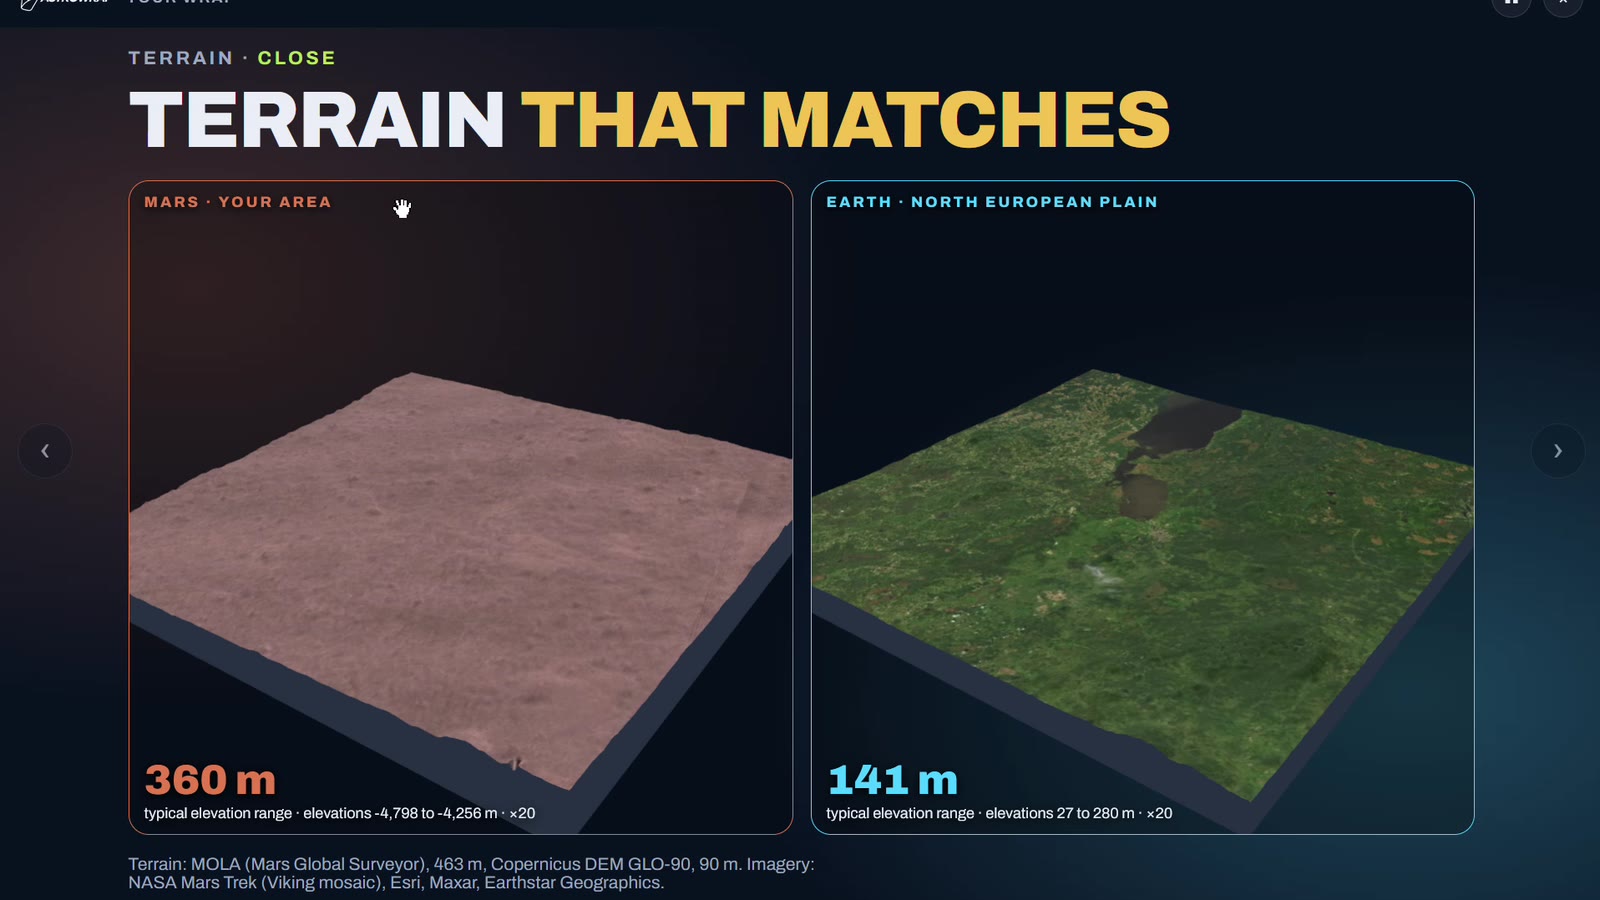 TERRAIN · CLOSE
TERRAIN THAT MATCHES
MARS · YOUR AREA
360 m
typical elevation range · elevations -4,798 to -4,256 m · ×20
EARTH · NORTH EUROPEAN PLAIN
141 m
typical elevation range · elevations 27 to 280 m · ×20
Terrain: MOLA (Mars Global Surveyor), 463 m, Copernicus DEM GLO-90, 90 m. Imagery:
NASA Mars Trek (Viking mosaic), Esri, Maxar, Earthstar Geographics.